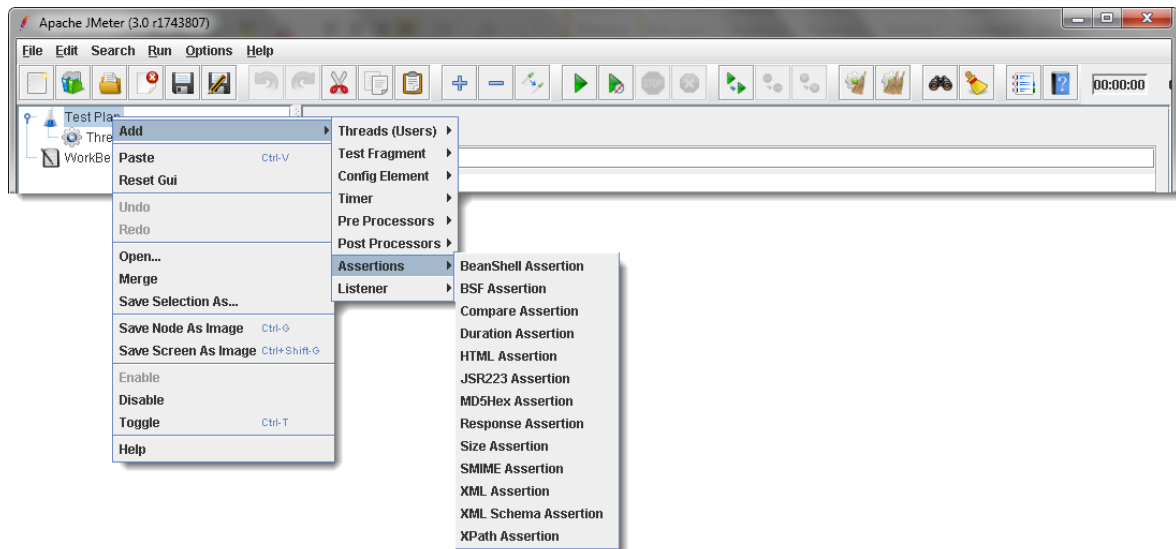 Apache JMeter (3.0 r1743807)
File Edit Search Run Options Help
00:00:00
Test Plan
Thre
WorkBe
Add
Paste Ctrl-V
Reset Gui
Undo
Redo
Open...
Merge
Save Selection As...
Save Node As Image Ctrl-G
Save Screen As Image Ctrl+Shift-G
Enable
Disable
Toggle Ctrl-T
Help
Threads (Users)
Test Fragment
Config Element
Timer
Pre Processors
Post Processors
Assertions
Listener
BeanShell Assertion
BSF Assertion
Compare Assertion
Duration Assertion
HTML Assertion
JSR223 Assertion
MD5Hex Assertion
Response Assertion
Size Assertion
SMIME Assertion
XML Assertion
XML Schema Assertion
XPath Assertion